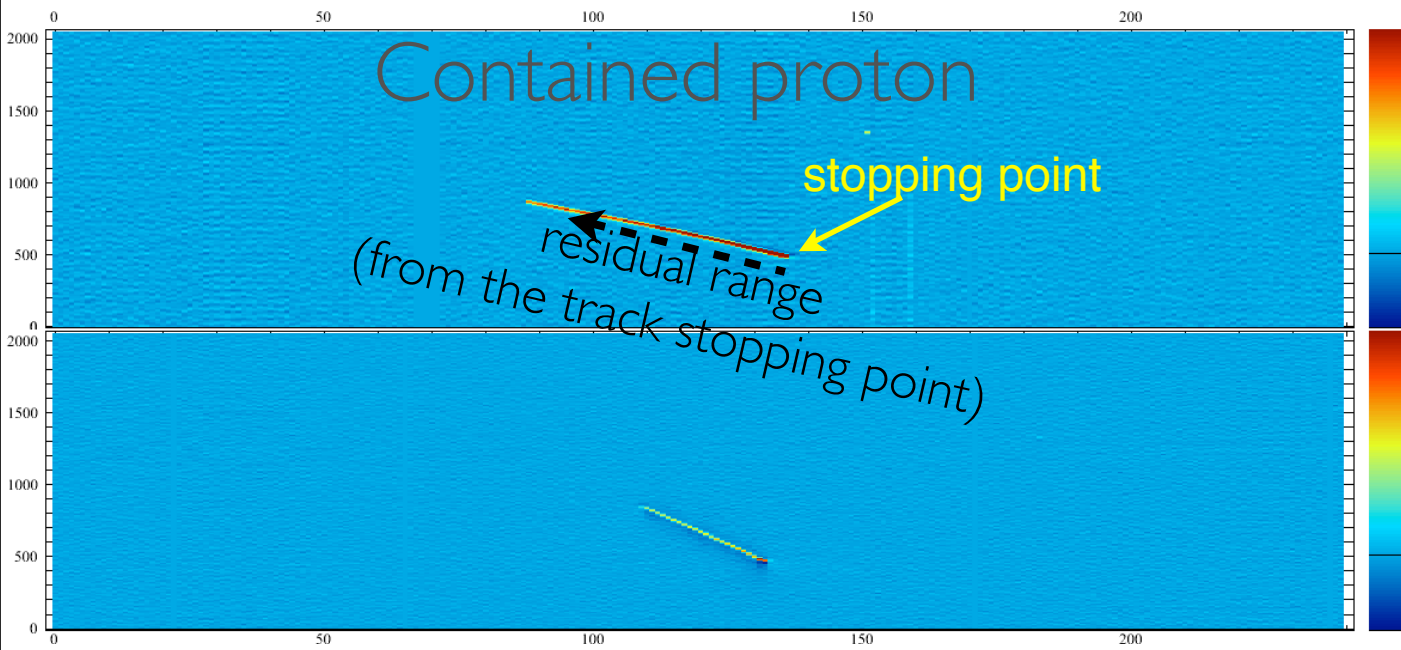 0 50 100 150 200
2000
Contained proton
1500
stopping point
1000
residual range
500
(from the track stopping point)
0
2000
1500
1000
500
0
0 50 100 150 200